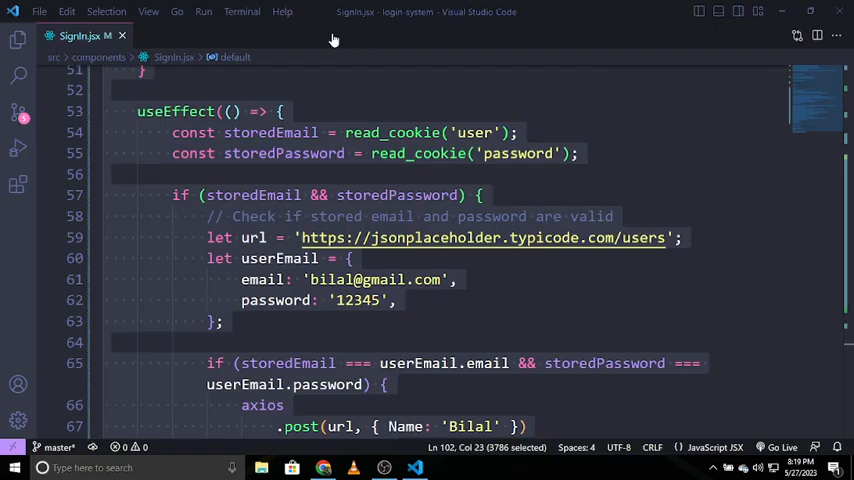 File Edit Selection View Go Run Terminal Help SignIn.jsx - login-system - Visual Studio Code
SignIn.jsx M
src > components > SignIn.jsx > default
51 }
52
53 useEffect(() => {
54 const storedEmail = read_cookie('user');
55 const storedPassword = read_cookie('password');
56
57 if (storedEmail && storedPassword) {
58 // Check if stored email and password are valid
59 let url = 'https://jsonplaceholder.typicode.com/users';
60 let userEmail = {
61 email: 'bilal@gmail.com',
62 password: '12345',
63 };
64
65 if (storedEmail === userEmail.email && storedPassword ===
userEmail.password) {
66 axios
67 .post(url, { Name: 'Bilal' })
5
master* 0 0 Ln 102, Col 23 (3786 selected) Spaces: 4 UTF-8 CRLF { } JavaScript JSX Go Live
Type here to search
8:19 PM
5/27/2023